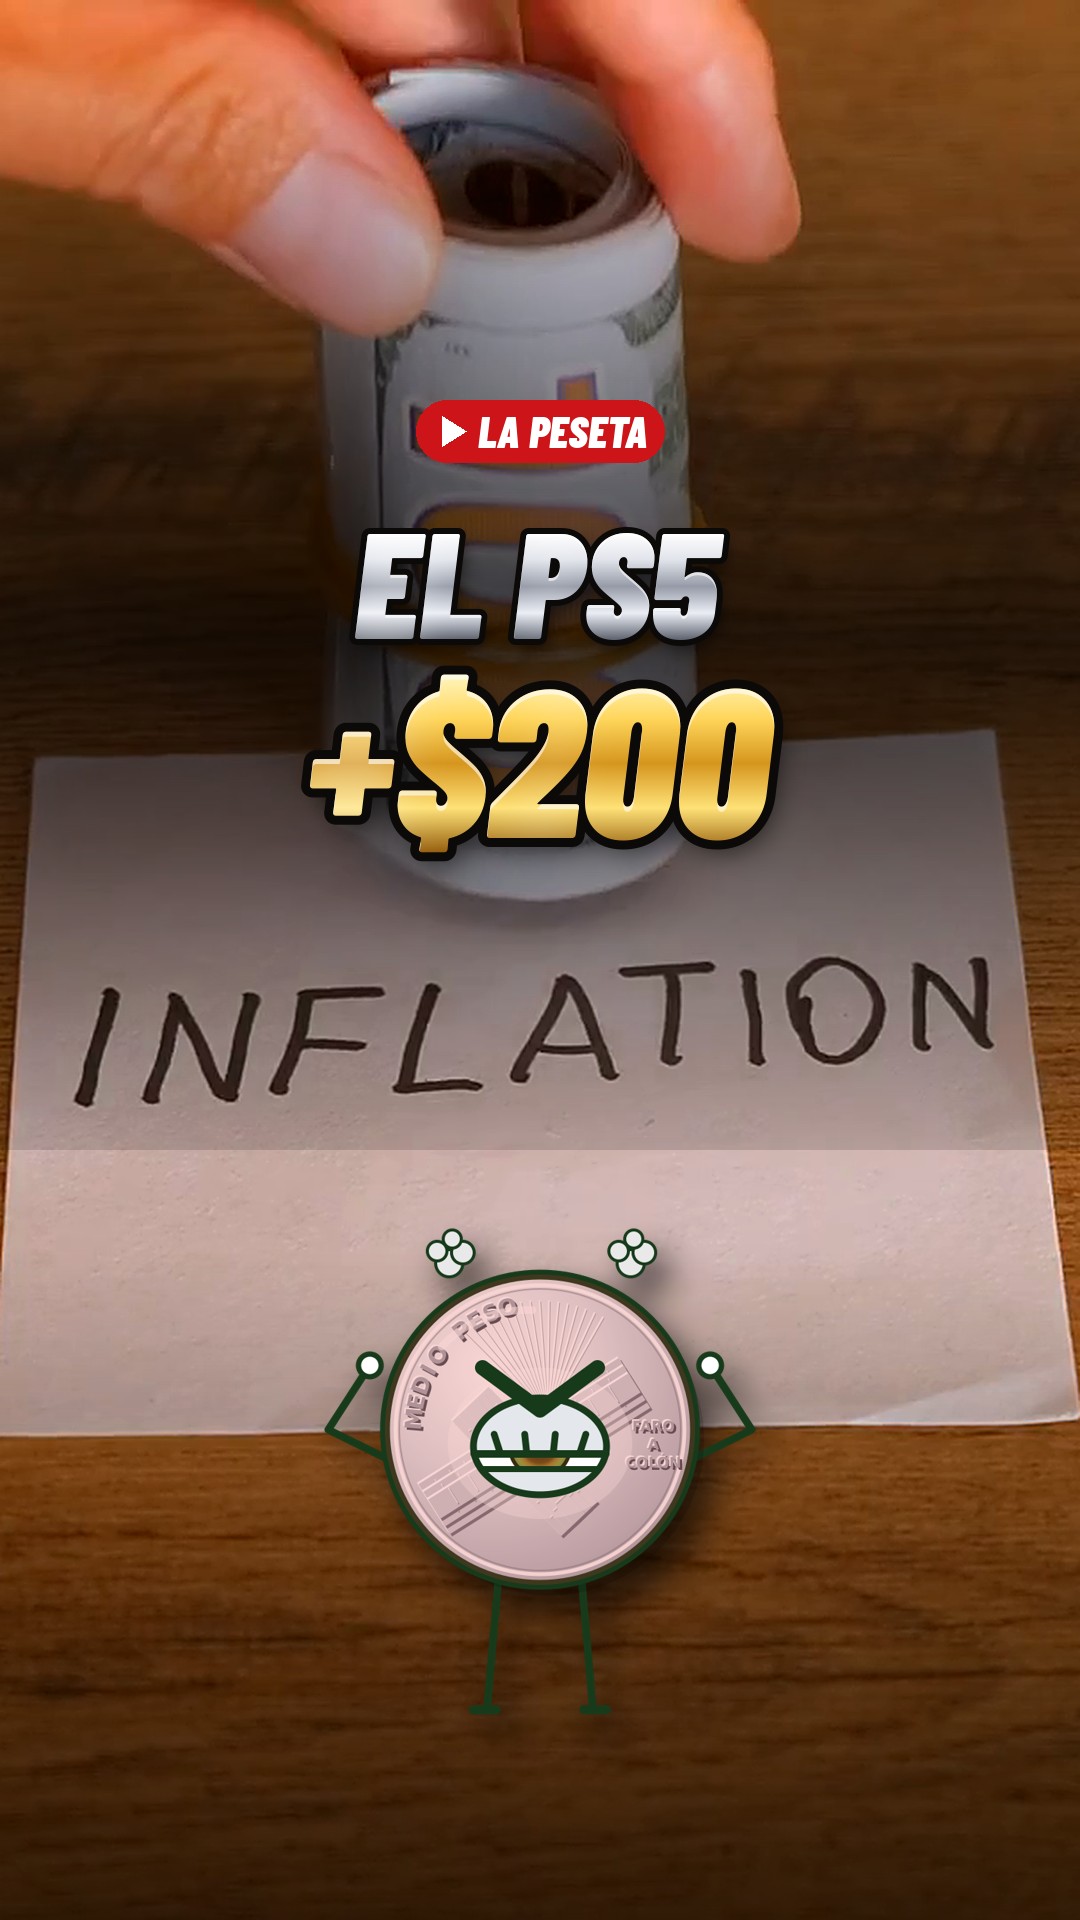 LA PESETA
EL PS5
+$200
INFLATION
MEDIO PESO
FARO
A
COLON